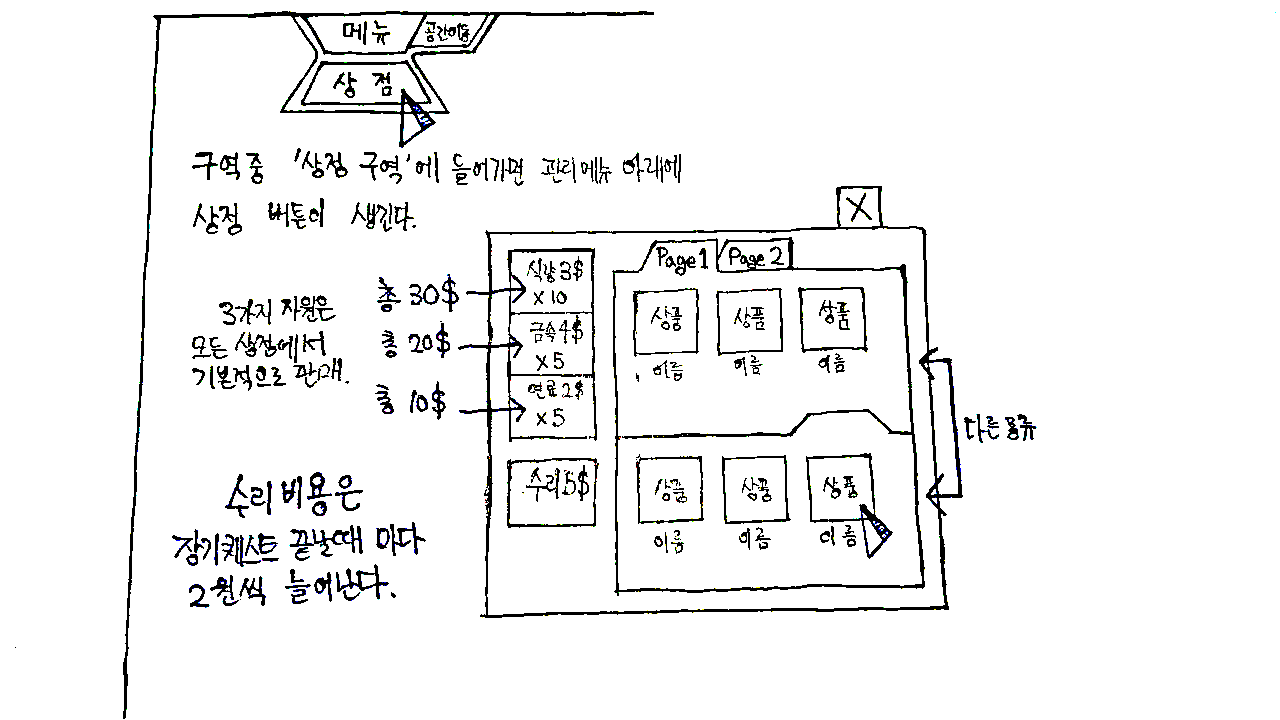 메뉴 공간이동
상점
구역중 '상점 구역'에 들어가면 관리메뉴 아래에
상점 버튼이 생긴다.
X
Page 1 Page 2
식량 3$
x 10
총 30$
금속 4$
x 5
총 20$
연료 2$
x 5
총 10$
3가지 자원은
모든 상점에서
기본적으로 판매.
상품 상품 상품
이름 이름 이름
다른 종류
수리 5$
상품 상품 상품
이름 이름 이름
수리 비용은
장기퀘스트 끝날때 마다
2원씩 늘어난다.